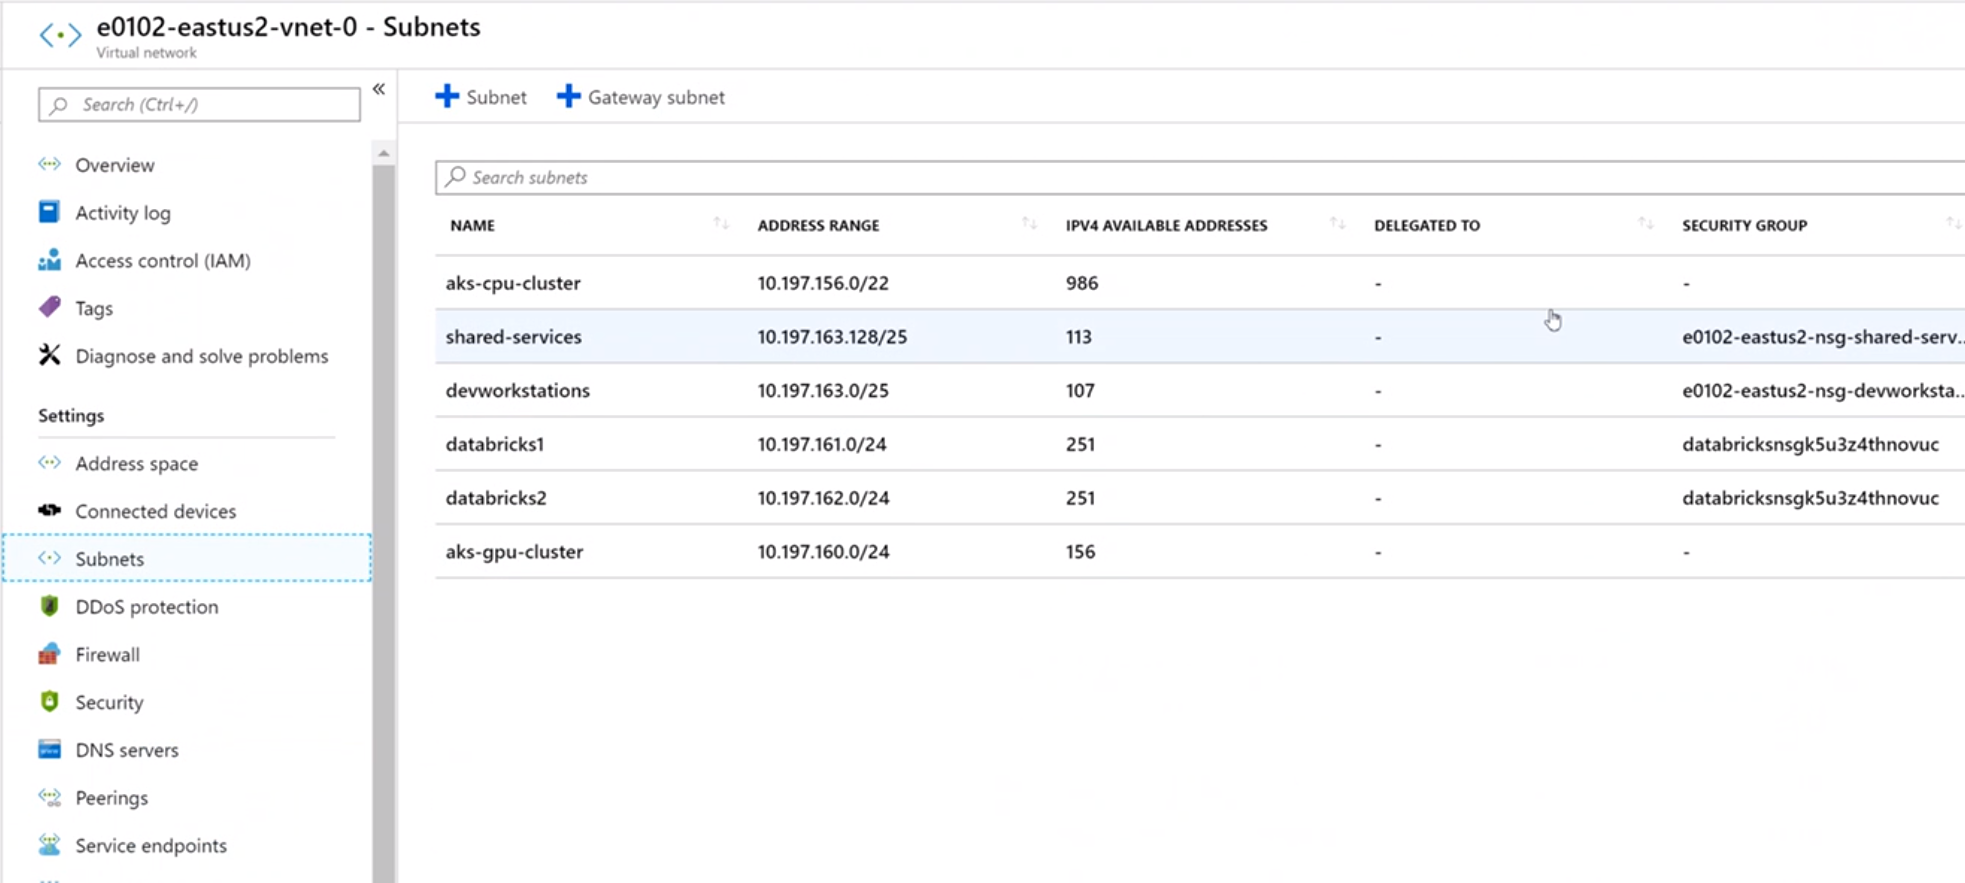 e0102-eastus2-vnet-0 - Subnets
Virtual network
Search (Ctrl+/)
«
Overview
Activity log
Access control (IAM)
Tags
Diagnose and solve problems
Settings
Address space
Connected devices
Subnets
DDoS protection
Firewall
Security
DNS servers
Peerings
Service endpoints
+ Subnet + Gateway subnet
Search subnets
NAME ADDRESS RANGE IPV4 AVAILABLE ADDRESSES DELEGATED TO SECURITY GROUP
aks-cpu-cluster 10.197.156.0/22 986 - -
shared-services 10.197.163.128/25 113 - e0102-eastus2-nsg-shared-serv...
devworkstations 10.197.163.0/25 107 - e0102-eastus2-nsg-devworksta...
databricks1 10.197.161.0/24 251 - databricksnsgk5u3z4thnovuc
databricks2 10.197.162.0/24 251 - databricksnsgk5u3z4thnovuc
aks-gpu-cluster 10.197.160.0/24 156 - -